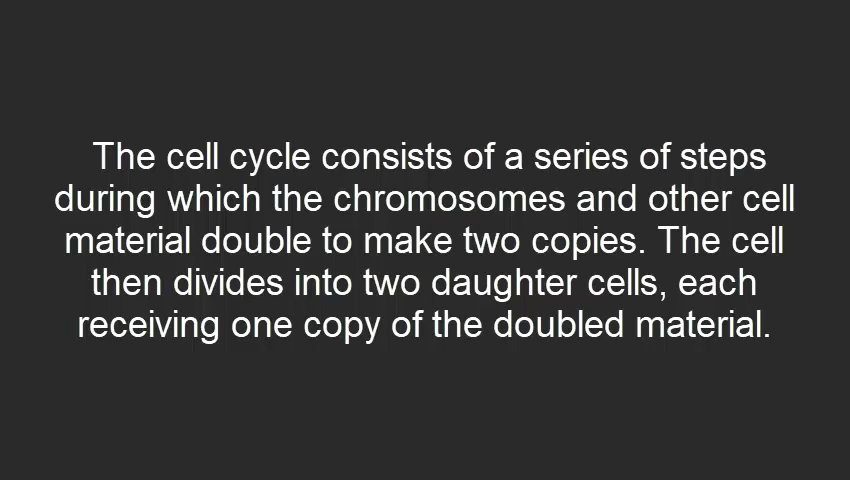 The cell cycle consists of a series of steps
during which the chromosomes and other cell
material double to make two copies. The cell
then divides into two daughter cells, each
receiving one copy of the doubled material.